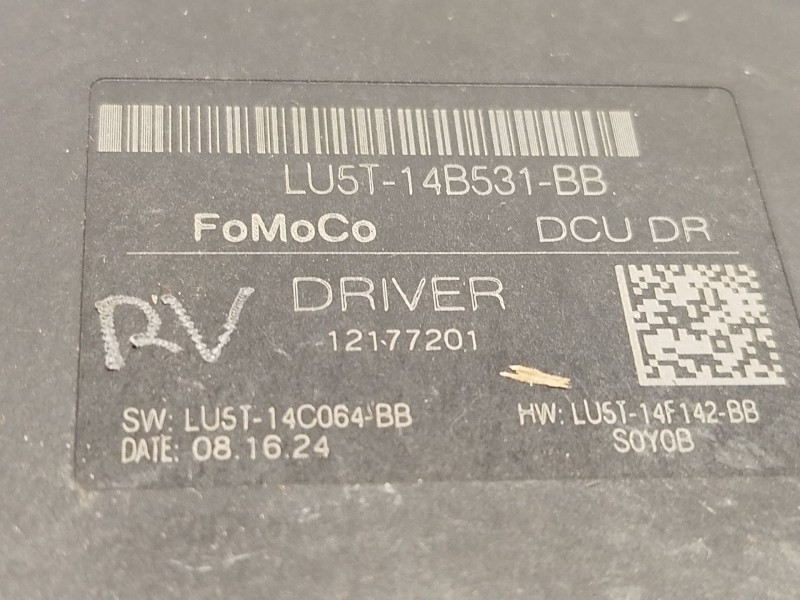 LU5T-14B531-BB
FoMoCo DCU DR
DRIVER
RV
12177201
SW: LU5T-14C064-BB HW: LU5T-14F142-BB
DATE: 08.16.24 S0Y0B